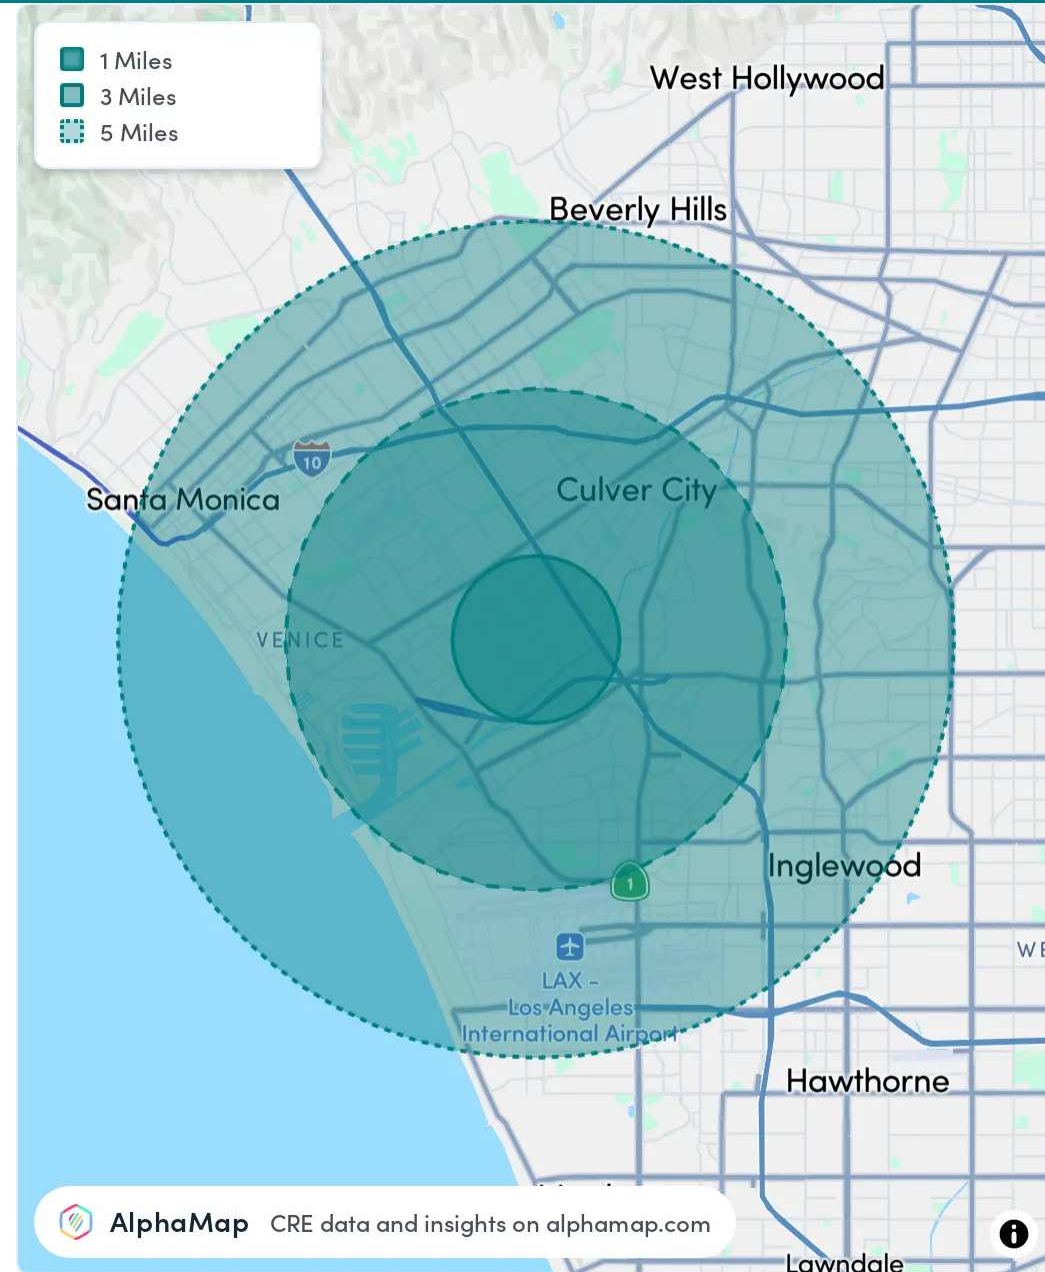 1 Miles
3 Miles
5 Miles
West Hollywood
Beverly Hills
10
Culver City
Santa Monica
VENICE
Inglewood
1
WE
LAX -
Los Angeles
International Airport
Hawthorne
AlphaMap CRE data and insights on alphamap.com
Lawndale